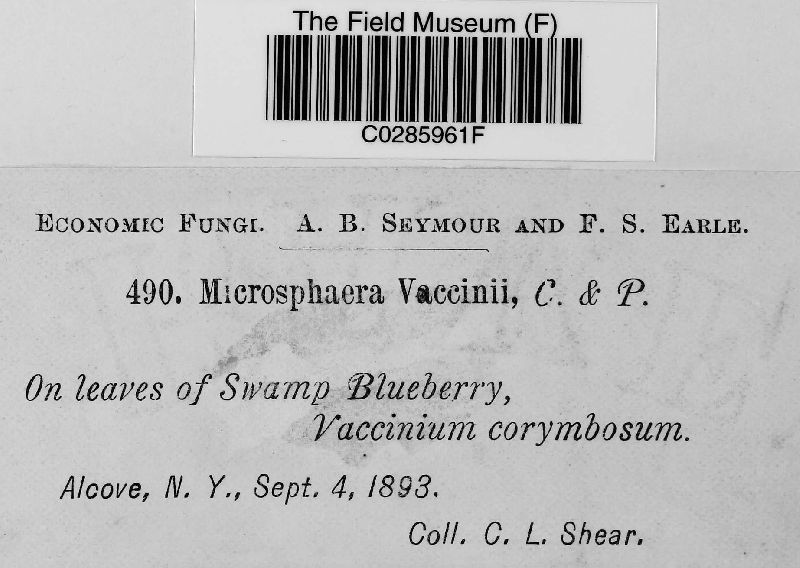 The Field Museum (F)
C0285961F
Economic Fungi. A. B. Seymour and F. S. Earle.
490. Microsphaera Vaccinii, C. & P.
On leaves of Swamp Blueberry,
Vaccinium corymbosum.
Alcove, N. Y., Sept. 4, 1893.
Coll. C. L. Shear.